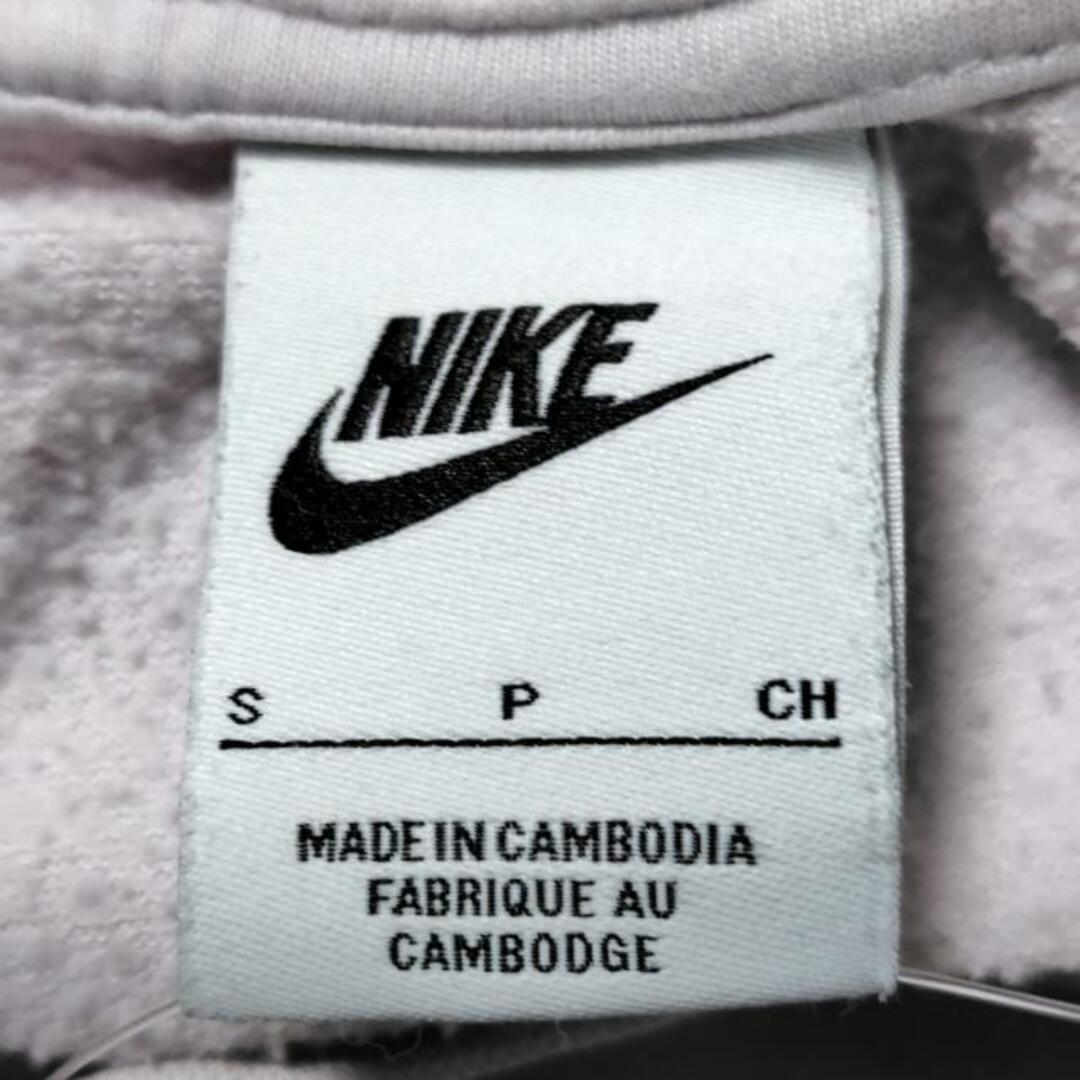 NIKE
S P CH
MADE IN CAMBODIA
FABRIQUE AU
CAMBODGE